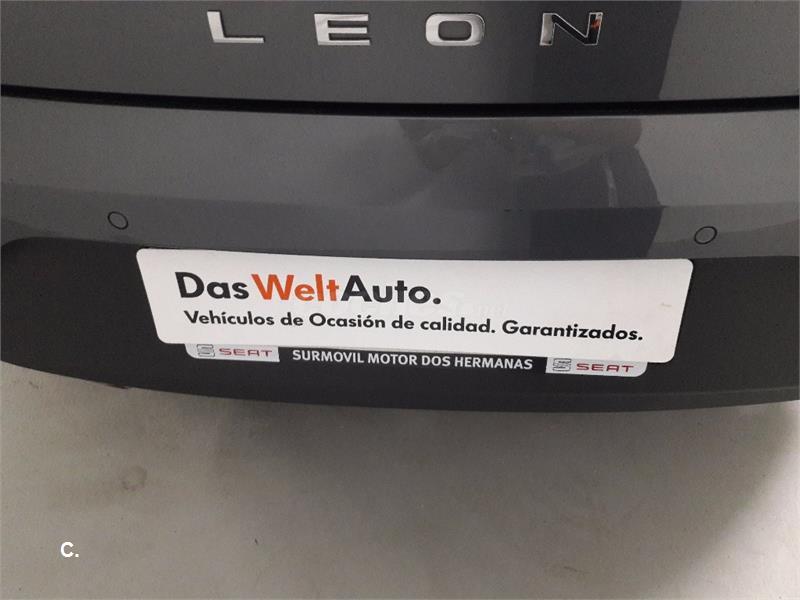 LEON
DasWeltAuto.
Vehículos de Ocasión de calidad. Garantizados.
SEAT SURMOVIL MOTOR DOS HERMANAS SEAT
C.